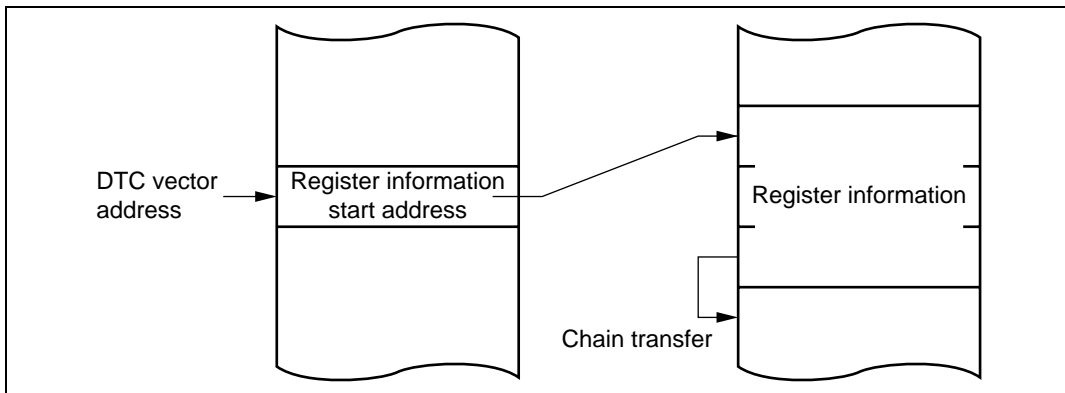 DTC vector
address
Register information
start address
Register information
Chain transfer